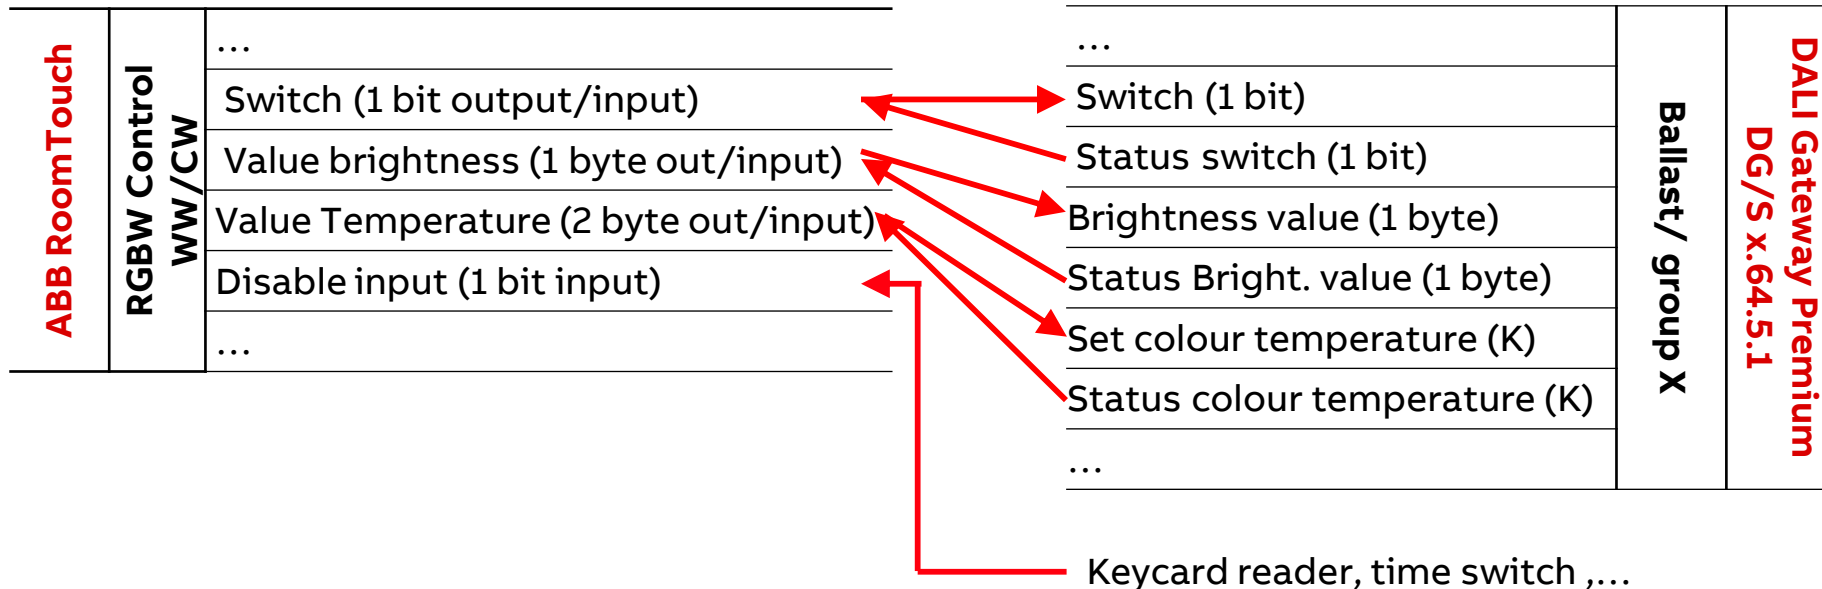 ABB RoomTouch
RGBW Control
WW/CW
…
Switch (1 bit output/input)
Value brightness (1 byte out/input)
Value Temperature (2 byte out/input)
Disable input (1 bit input)
…
…
Switch (1 bit)
Status switch (1 bit)
Brightness value (1 byte)
Status Bright. value (1 byte)
Set colour temperature (K)
Status colour temperature (K)
…
Ballast/ group X
DALI Gateway Premium
DG/S x.64.5.1
Keycard reader, time switch ,…